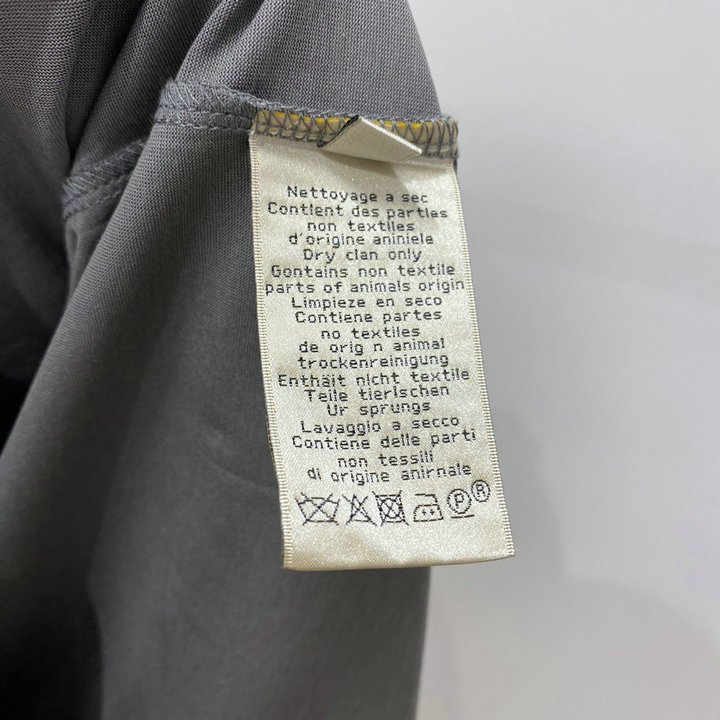 Nettoyage a sec
Contient des parties
non textiles
d'origine aniniele
Dry clan only
Gontains non textile
parts of animals origin
Limpieze en seco
Contiene partes
no textiles
de orig n animal
trockenreinigung
Enthäit nicht textile
Teile tierischen
Ur sprungs
Lavaggio a secco
Contiene delle parti
non tessili
di origine anirnale
P ®